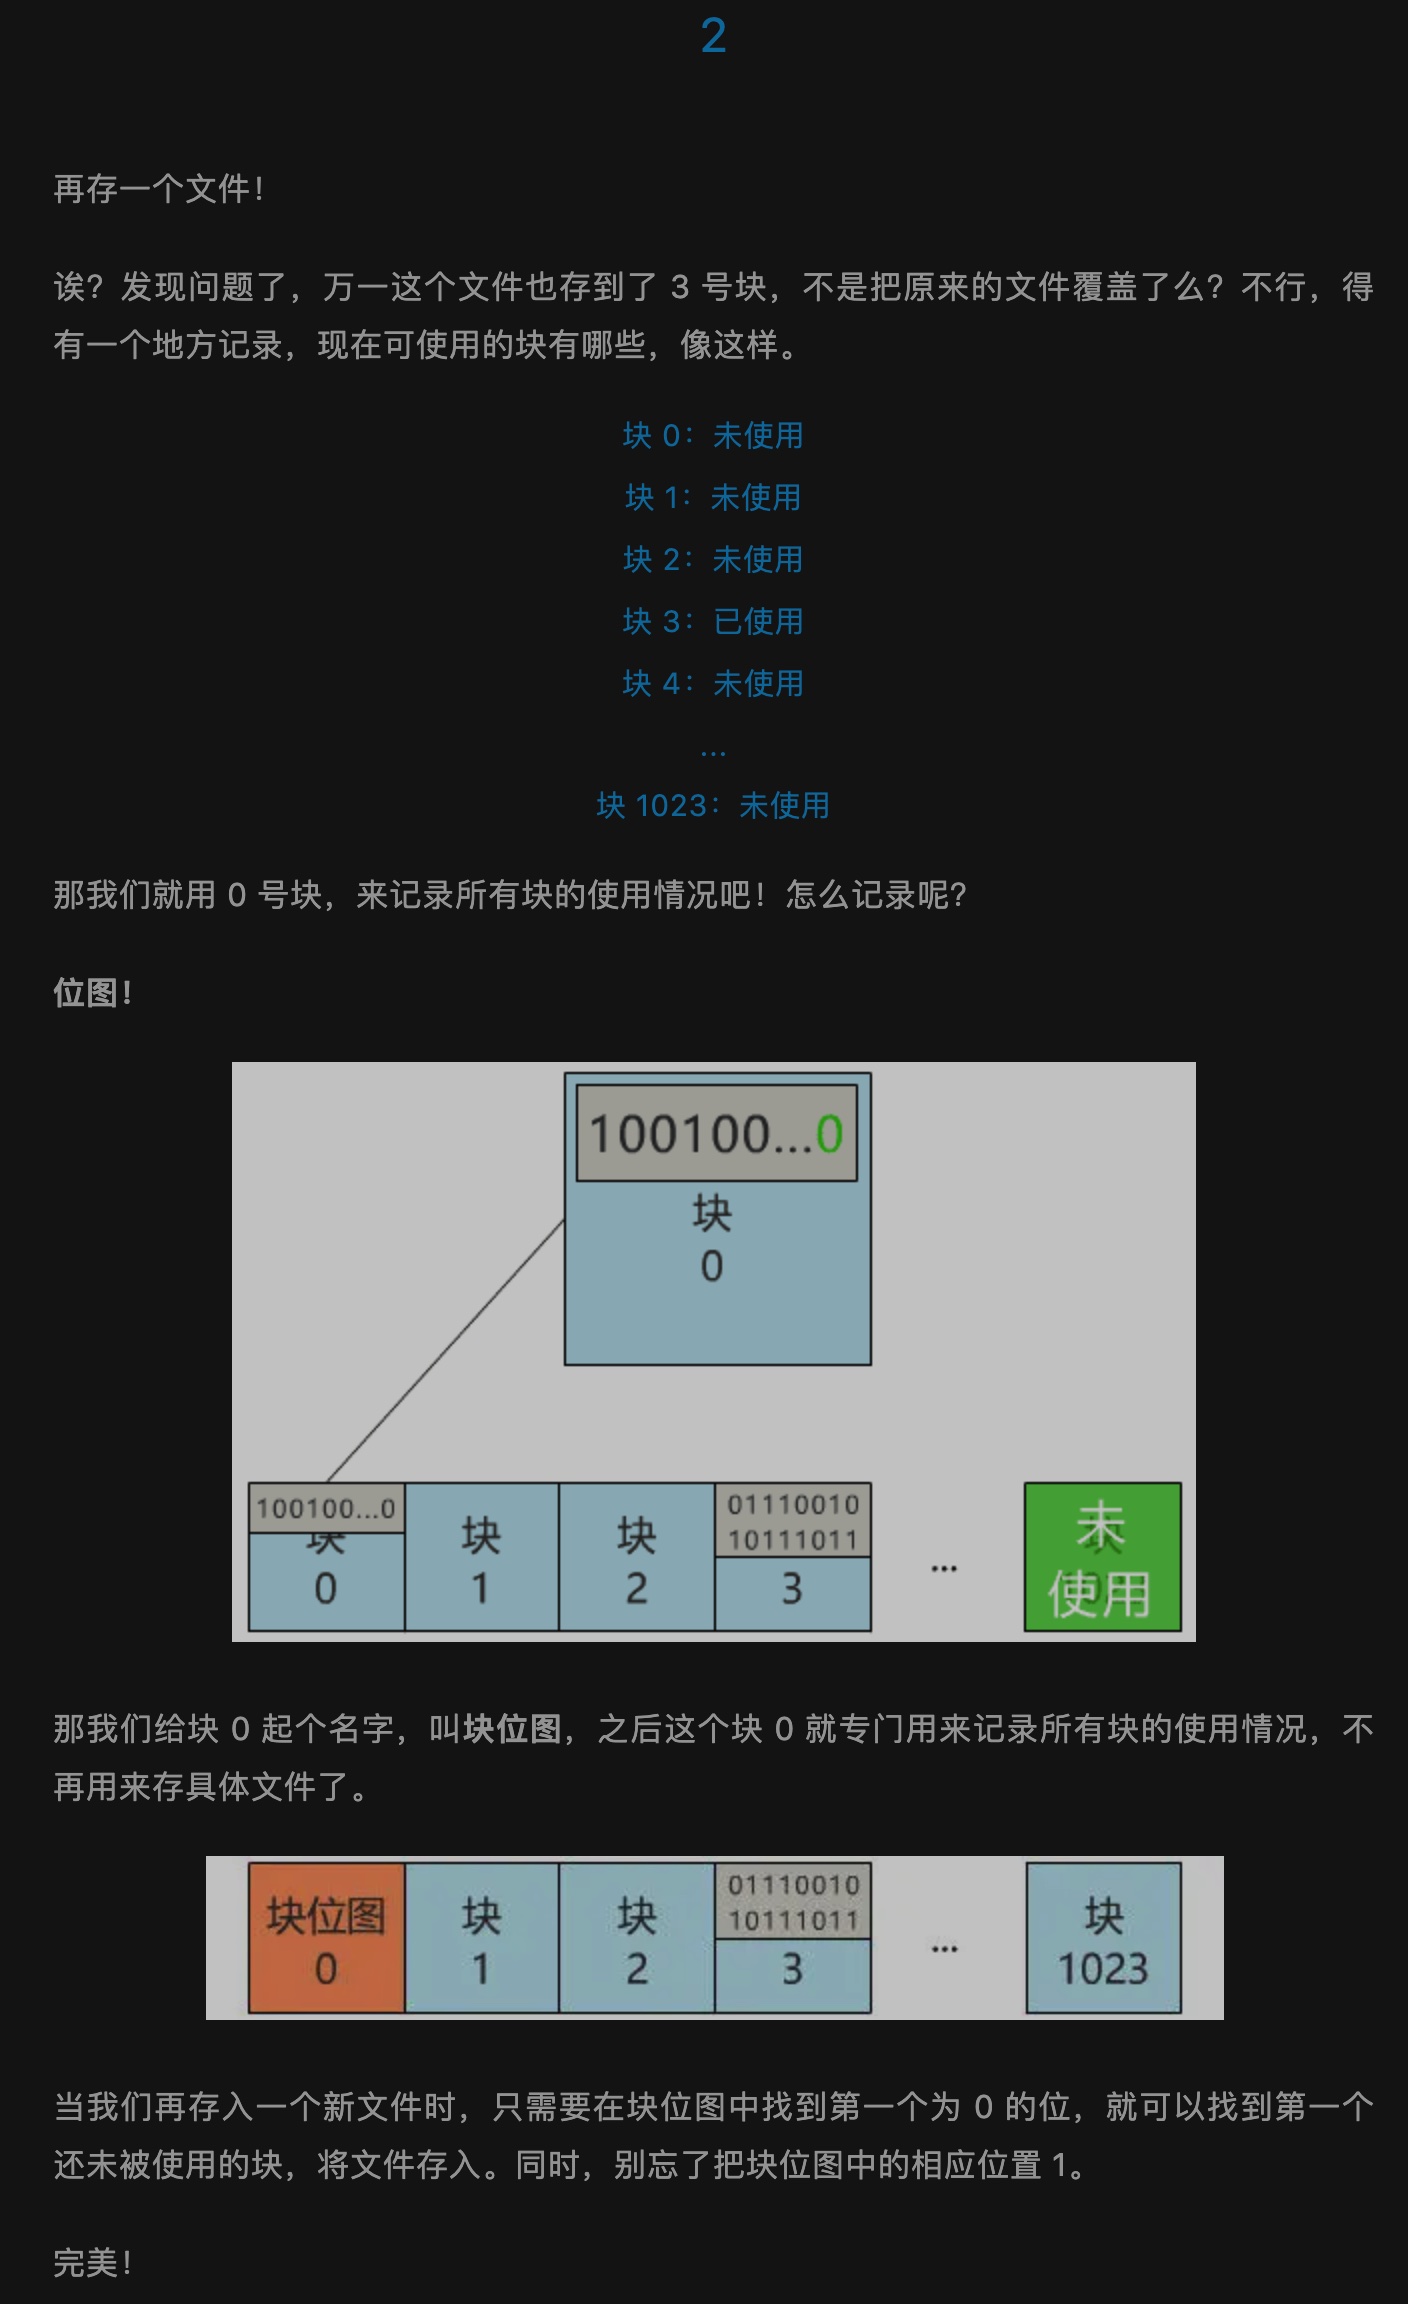 2
再存一个文件！
诶？发现问题了，万一这个文件也存到了 3 号块，不是把原来的文件覆盖了么？不行，得
有一个地方记录，现在可使用的块有哪些，像这样。
块 0：未使用
块 1：未使用
块 2：未使用
块 3：已使用
块 4：未使用
...
块 1023：未使用
那我们就用 0 号块，来记录所有块的使用情况吧！怎么记录呢？
位图！
100100...0
块
0
100100...0
块
0
块
1
块
2
01110010
10111011
3
...
未
使用
那我们给块 0 起个名字，叫块位图，之后这个块 0 就专门用来记录所有块的使用情况，不
再用来存具体文件了。
块位图
0
块
1
块
2
01110010
10111011
3
...
块
1023
当我们再存入一个新文件时，只需要在块位图中找到第一个为 0 的位，就可以找到第一个
还未被使用的块，将文件存入。同时，别忘了把块位图中的相应位置 1。
完美！